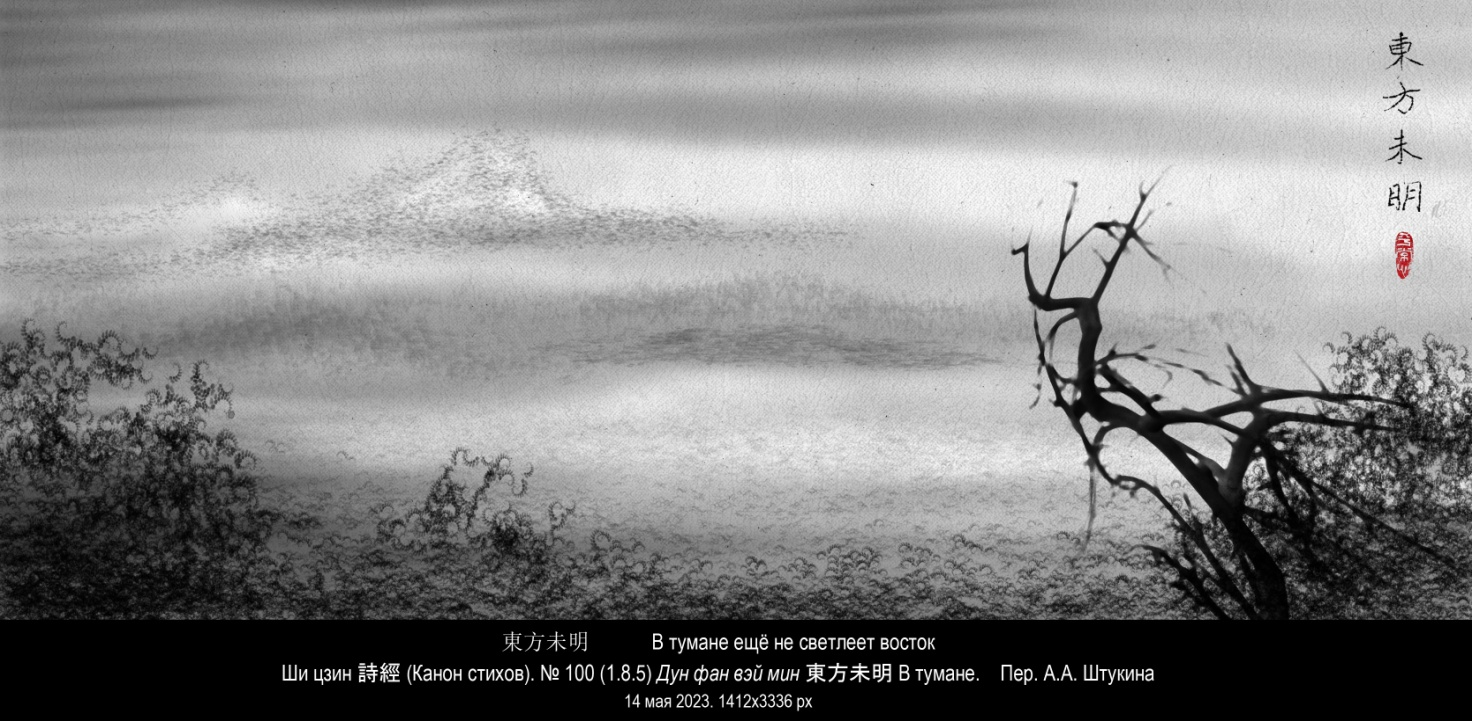 東方未明
東方未明 В тумане ещё не светлеет восток
Ши цзин 詩經 (Канон стихов). № 100 (1.8.5) Дун фан вэй мин 東方未明 В тумане. Пер. А.А. Штукина
14 мая 2023. 1412x3336 px